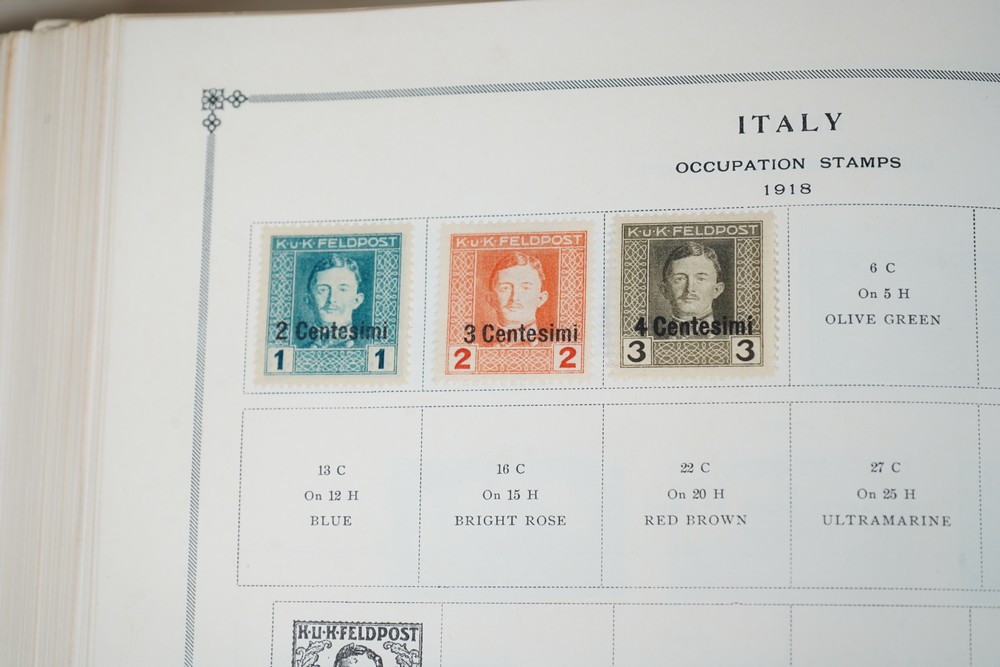 ITALY
OCCUPATION STAMPS
1918
K·u·K·FELDPOST
2 Centesimi
1 1
K·u·K·FELDPOST
3 Centesimi
2 2
K·u·K·FELDPOST
4 Centesimi
3 3
6 C
On 5 H
OLIVE GREEN
13 C
On 12 H
BLUE
16 C
On 15 H
BRIGHT ROSE
22 C
On 20 H
RED BROWN
27 C
On 25 H
ULTRAMARINE
K·u·K·FELDPOST